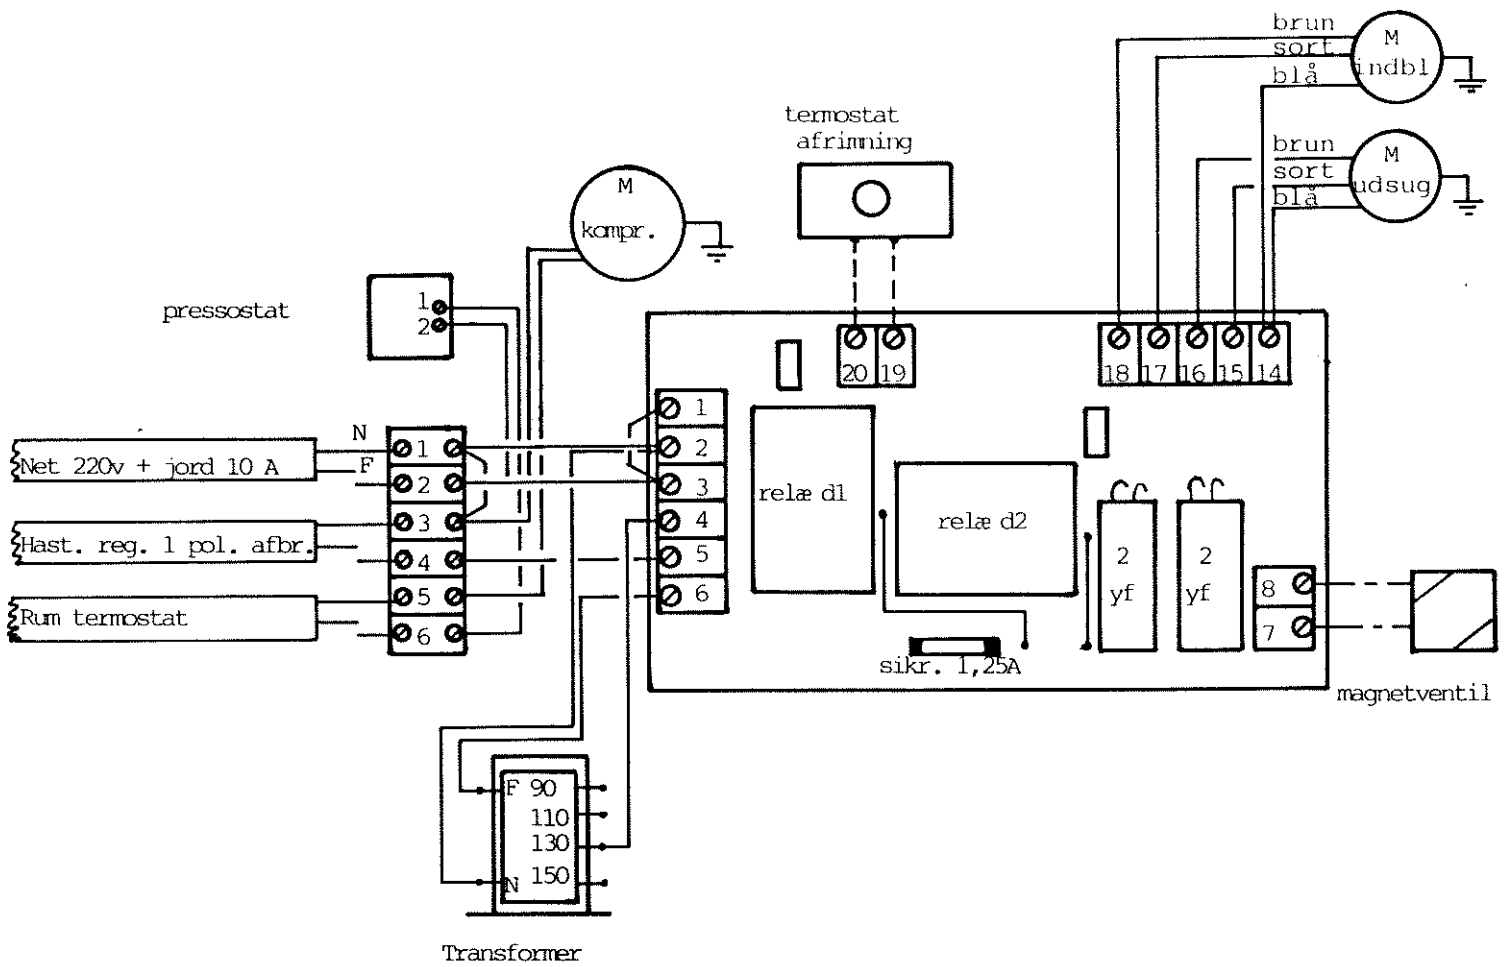 brun
sort
blå
M
indbl
termostat
afrimning
brun
sort
blå
M
udsug
M
kompr.
pressostat
1
2
20 19
18 17 16 15 14
N
F
Net 220v + jord 10 A
Hast. reg. 1 pol. afbr.
Rum termostat
1
2
3
4
5
6
1
2
3
4
5
6
relæ d1
relæ d2
2
yf
2
yf
8
7
sikr. 1,25A
magnetventil
F 90
110
130
N 150
Transformer